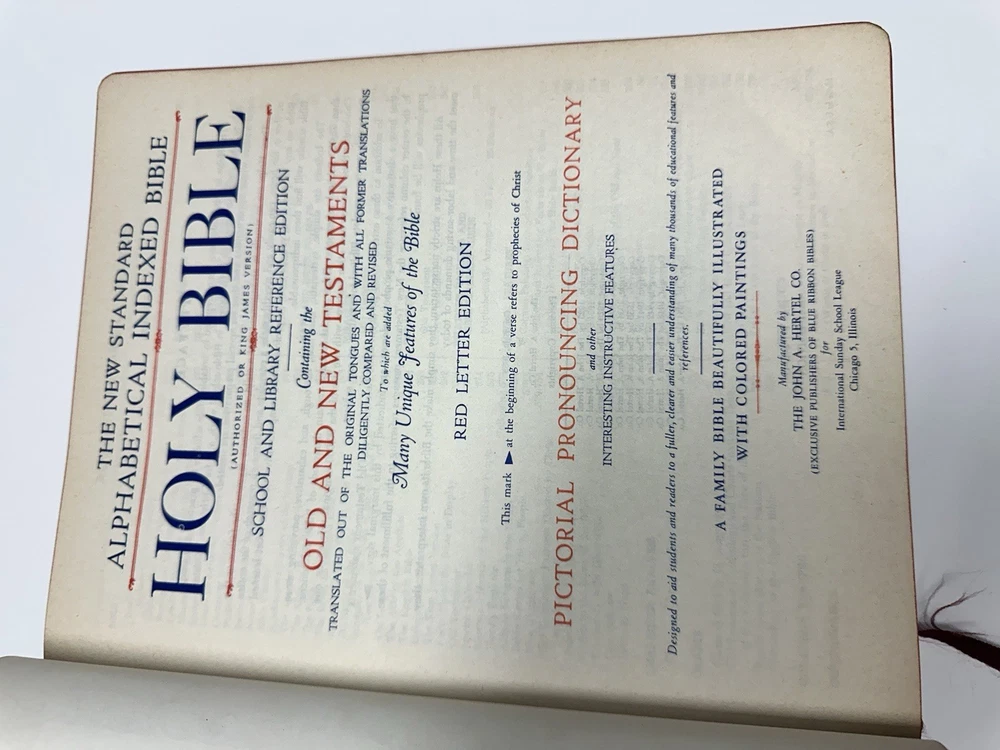 THE NEW STANDARD
ALPHABETICAL INDEXED BIBLE
HOLY BIBLE
(AUTHORIZED OR KING JAMES VERSION)
SCHOOL AND LIBRARY REFERENCE EDITION
Containing the
OLD AND NEW TESTAMENTS
TRANSLATED OUT OF THE ORIGINAL TONGUES AND WITH ALL FORMER TRANSLATIONS
DILIGENTLY COMPARED AND REVISED
To which are added
Many Unique Features of the Bible
RED LETTER EDITION
This mark ► at the beginning of a verse refers to prophecies of Christ
PICTORIAL PRONOUNCING DICTIONARY
and other
INTERESTING INSTRUCTIVE FEATURES
Designed to aid students and readers to a fuller, clearer and easier understanding of many thousands of educational features and
references.
A FAMILY BIBLE BEAUTIFULLY ILLUSTRATED
WITH COLORED PAINTINGS
Manufactured by
THE JOHN A. HERTEL CO.
(EXCLUSIVE PUBLISHERS OF BLUE RIBBON BIBLES)
for
International Sunday School League
Chicago 5, Illinois